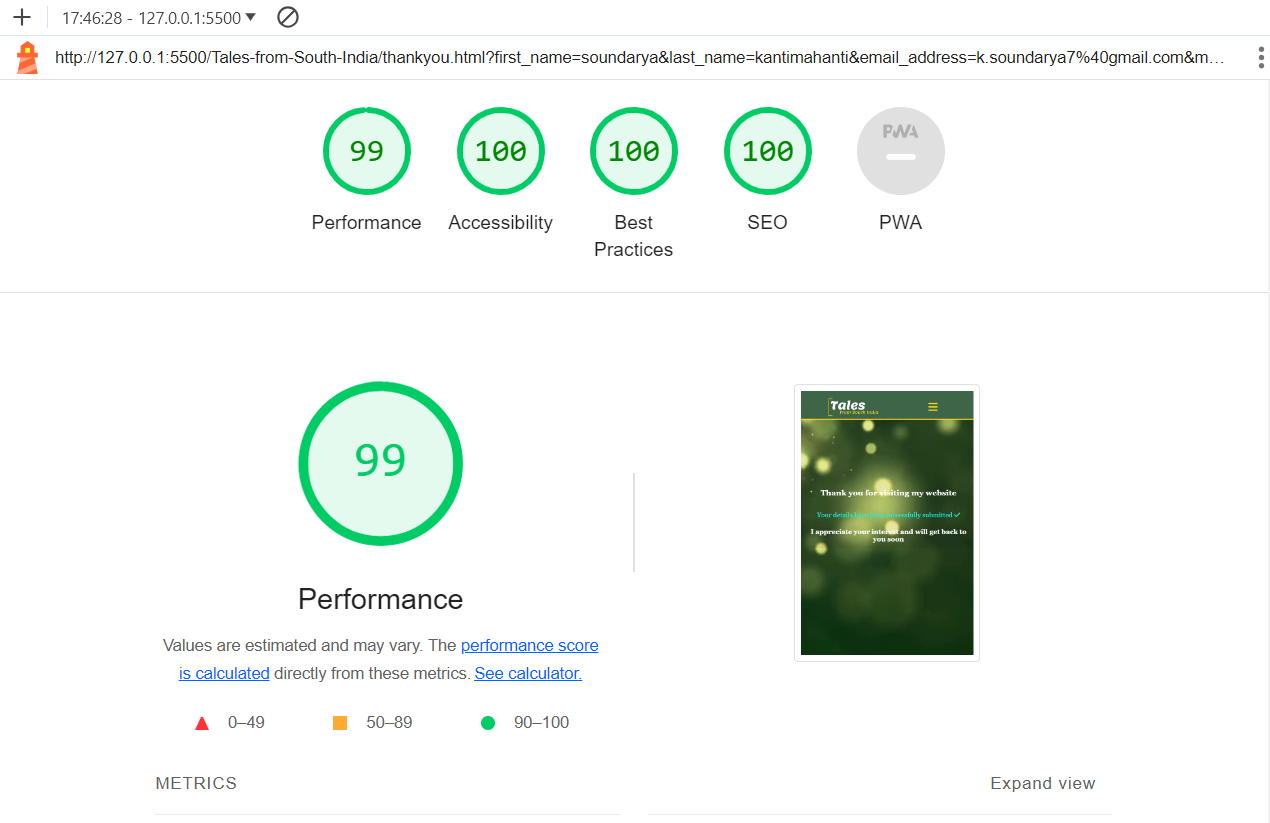 17:46:28 - 127.0.0.1:5500
http://127.0.0.1:5500/Tales-from-South-India/thankyou.html?first_name=soundarya&last_name=kantimahanti&email_address=k.soundarya7%40gmail.com&m…
99 100 100 100 PWA
Performance Accessibility Best Practices SEO PWA
99
Performance
Values are estimated and may vary. The performance score
is calculated directly from these metrics. See calculator.
0–49 50–89 90–100
Tales
from South India
Thank you for visiting my website
Your details have been successfully submitted
I appreciate your interest and will get back to
you soon
METRICS
Expand view